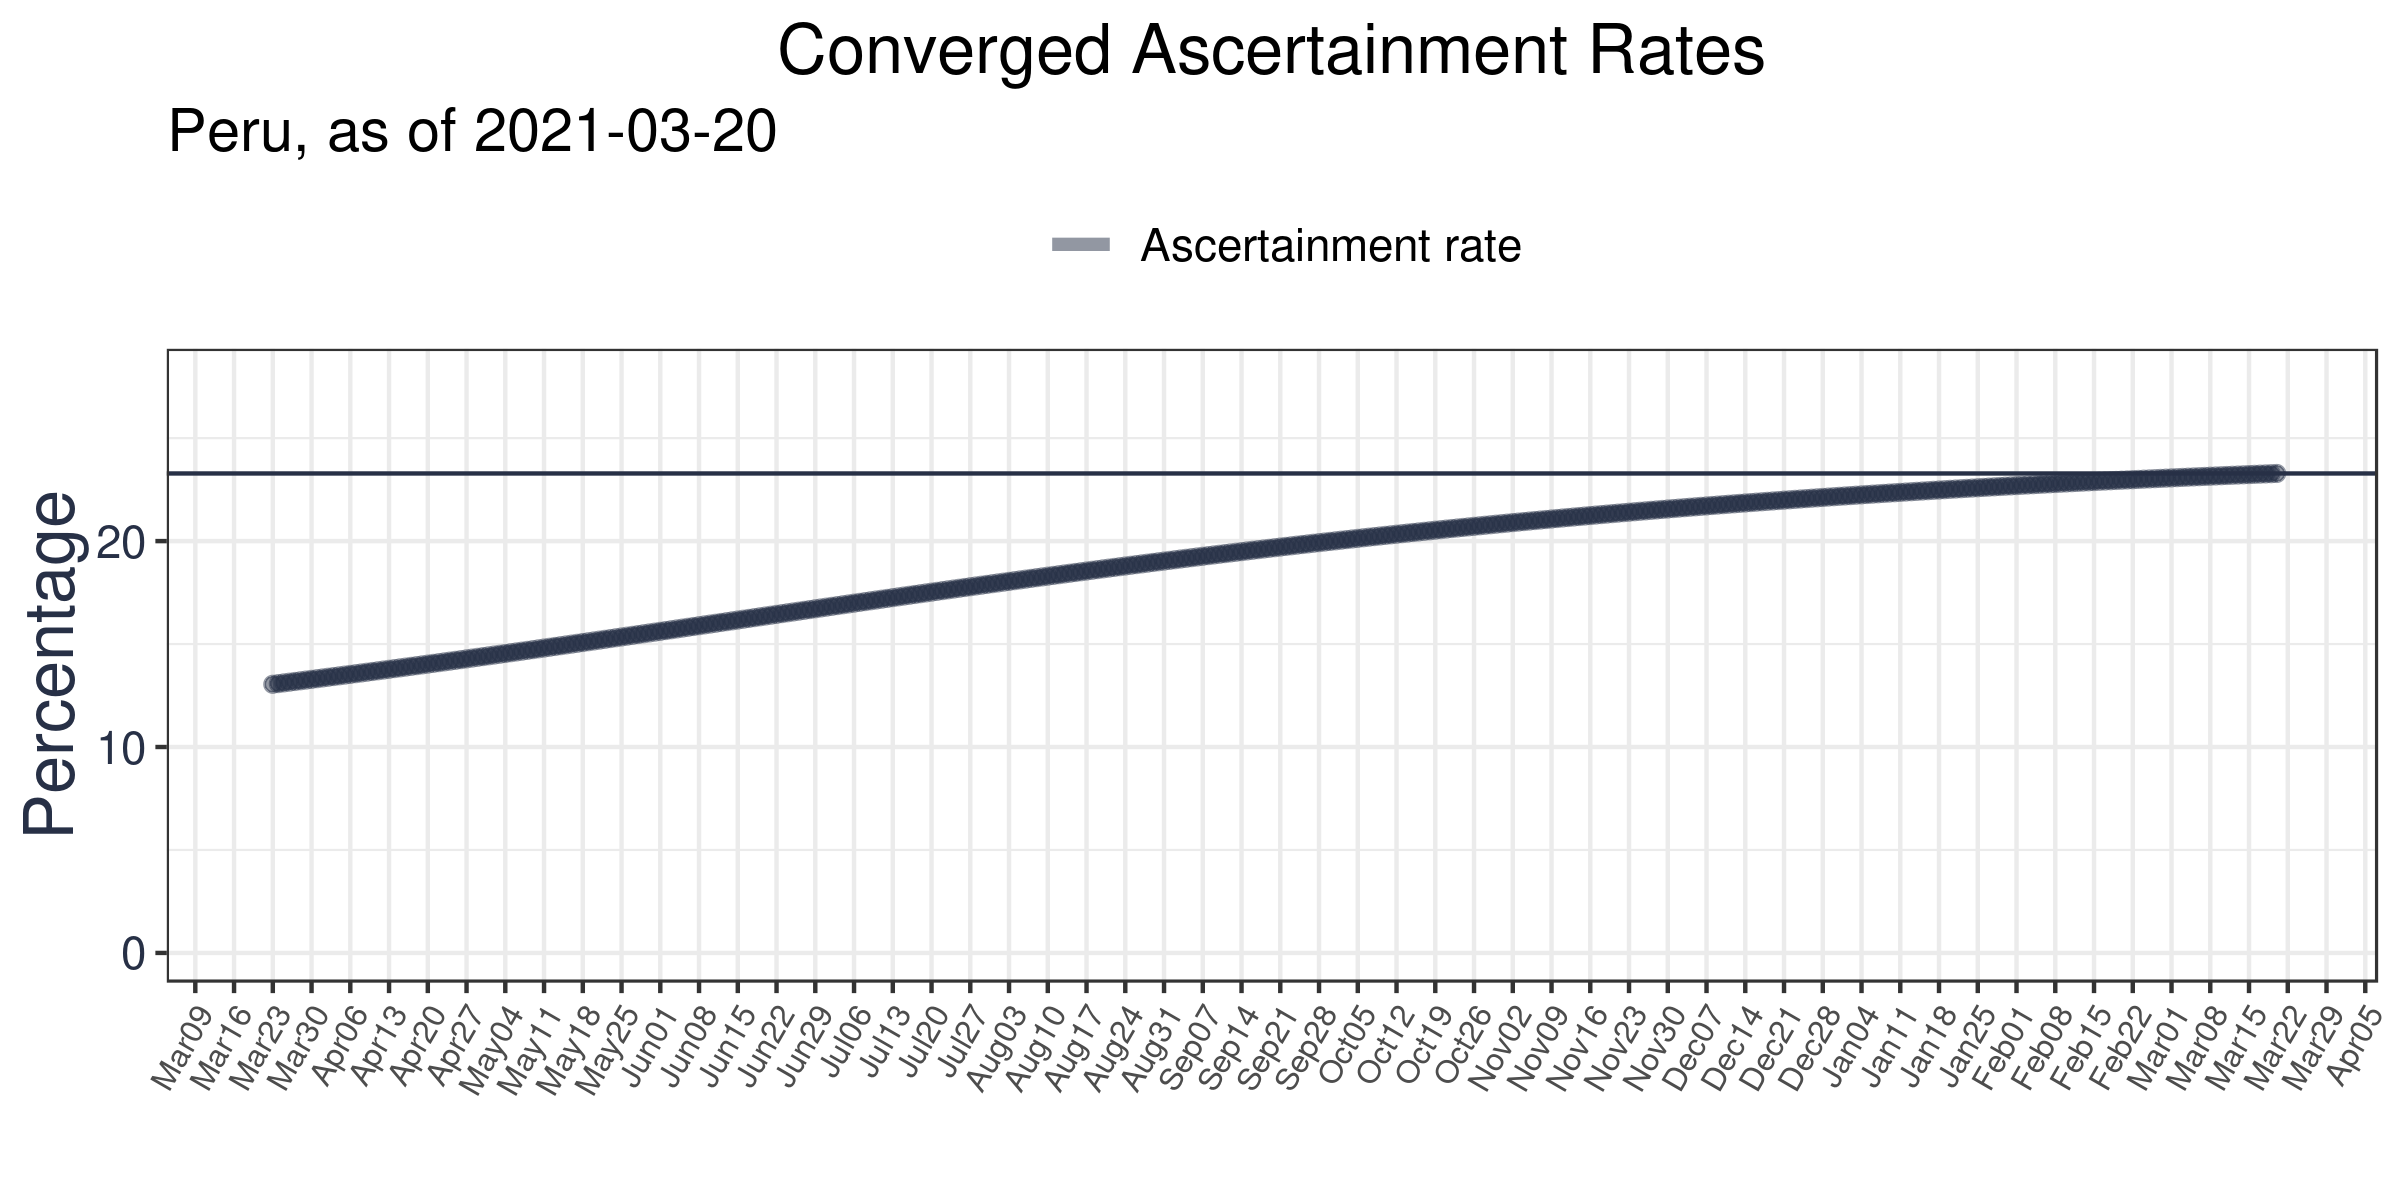 Converged Ascertainment Rates
Peru, as of 2021-03-20
Ascertainment rate
Percentage
20
10
0
Mar09
Mar16
Mar23
Mar30
Apr06
Apr13
Apr20
Apr27
May04
May11
May18
May25
Jun01
Jun08
Jun15
Jun22
Jun29
Jul06
Jul13
Jul20
Jul27
Aug03
Aug10
Aug17
Aug24
Aug31
Sep07
Sep14
Sep21
Sep28
Oct05
Oct12
Oct19
Oct26
Nov02
Nov09
Nov16
Nov23
Nov30
Dec07
Dec14
Dec21
Dec28
Jan04
Jan11
Jan18
Jan25
Feb01
Feb08
Feb15
Feb22
Mar01
Mar08
Mar15
Mar22
Mar29
Apr05